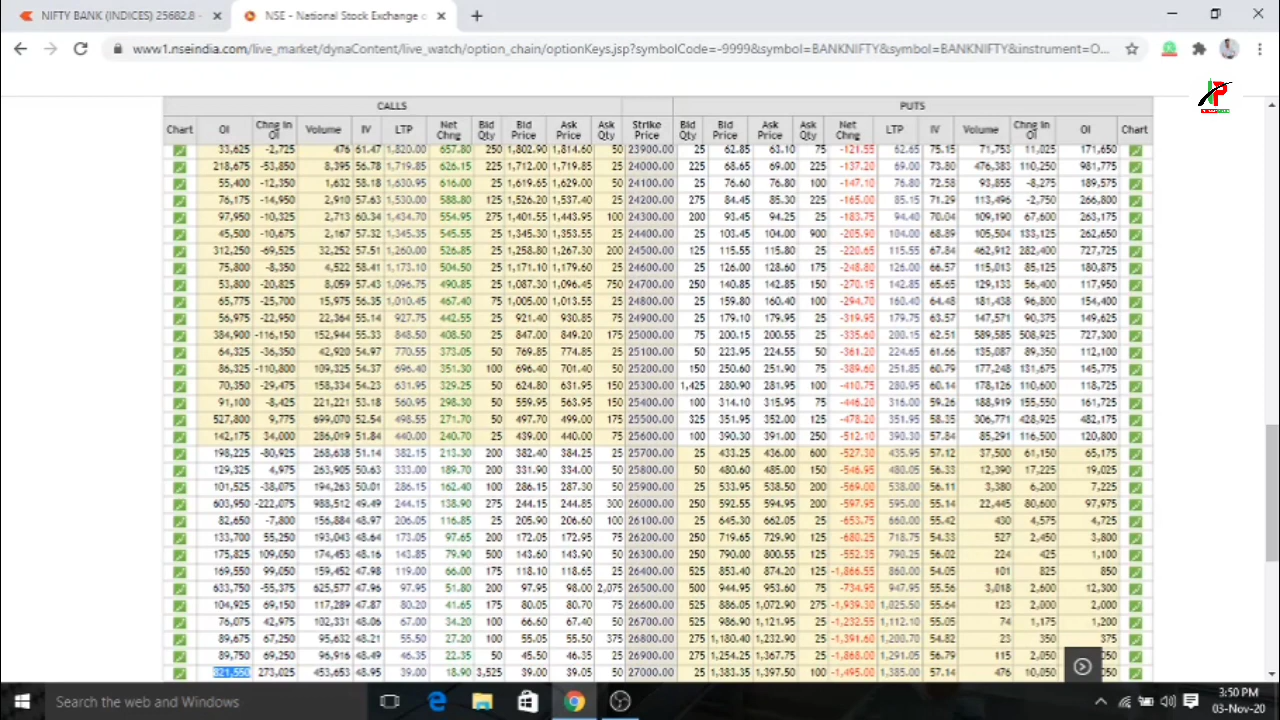 NIFTY BANK (INDICES) 25682.8 - NSE - National Stock Exchange o
www1.nseindia.com/live_market/dynaContent/live_watch/option_chain/optionKeys.jsp?symbolCode=-9999&symbol=BANKNIFTY&symbol=BANKNIFTY&instrument=O...
CALLS PUTS
Chart OI Chng in OI Volume IV LTP Net Chng Bid Qty Bid Price Ask Price Ask Qty Strike Price Bid Qty Bid Price Ask Price Ask Qty Net Chng LTP IV Volume Chng in OI OI Chart
33,625 -2,725 476 61.47 1,820.00 657.80 250 1,802.90 1,814.60 50 23900.00 25 62.85 63.10 75 -121.55 62.65 75.15 71,753 11,025 171,650
218,675 -53,850 8,395 56.78 1,719.85 626.15 225 1,712.00 1,719.85 25 24000.00 225 68.65 69.00 225 -137.20 69.00 73.80 476,383 110,250 981,775
55,400 -12,350 1,632 58.18 1,630.95 616.00 25 1,619.65 1,629.00 50 24100.00 25 76.60 76.80 100 -147.10 76.80 72.58 93,855 -8,275 189,575
76,175 -14,950 2,910 57.63 1,530.00 588.80 125 1,526.20 1,537.40 25 24200.00 275 84.45 85.30 225 -165.00 85.15 71.29 113,496 -2,750 266,800
97,950 -10,325 2,713 60.34 1,434.70 554.95 275 1,401.55 1,443.95 100 24300.00 200 93.45 94.25 25 -183.75 94.40 70.04 109,190 67,600 263,175
45,500 -10,675 2,167 57.32 1,345.35 545.55 25 1,345.30 1,353.55 25 24400.00 25 103.45 104.00 900 -205.90 104.00 68.89 105,504 133,125 262,650
312,250 -69,525 32,252 57.51 1,260.00 526.85 25 1,258.80 1,267.30 200 24500.00 125 115.55 115.80 25 -220.65 115.55 67.84 462,912 282,400 727,725
75,800 -8,350 4,522 58.41 1,173.10 504.50 25 1,171.10 1,179.60 25 24600.00 25 126.00 128.60 175 -248.80 126.00 66.57 115,013 85,125 180,875
53,800 -20,825 8,059 57.43 1,096.75 490.85 25 1,087.30 1,096.45 750 24700.00 250 140.85 142.85 150 -270.15 142.85 65.65 129,133 56,400 117,950
65,775 -25,700 15,975 56.35 1,010.45 467.40 75 1,005.00 1,013.55 25 24800.00 25 159.80 160.40 100 -294.70 160.40 64.48 181,438 96,800 154,400
56,975 -22,950 22,364 55.14 927.75 442.55 25 921.40 930.85 75 24900.00 25 179.10 179.95 25 -319.95 179.75 63.57 147,571 90,375 149,625
384,900 -116,150 152,944 55.33 848.50 408.50 25 847.00 849.20 175 25000.00 75 200.15 200.55 25 -335.60 200.15 62.51 589,585 508,925 727,300
64,325 -36,350 42,920 54.97 770.55 373.05 50 769.85 774.85 25 25100.00 50 223.95 224.55 50 -361.20 224.65 61.66 135,087 89,350 112,100
86,325 -110,800 109,325 54.37 696.40 351.30 100 696.40 701.40 50 25200.00 150 250.60 251.90 75 -389.60 251.85 60.79 177,248 131,675 145,775
70,350 -29,475 158,334 54.23 631.95 329.25 50 624.80 631.95 150 25300.00 1,425 280.90 281.95 100 -410.75 280.95 60.14 178,126 110,600 118,725
91,100 -8,425 221,221 53.18 560.95 298.30 50 559.95 563.95 150 25400.00 100 314.10 315.95 75 -446.20 316.00 59.26 188,919 155,550 161,725
527,800 9,775 699,070 52.54 498.55 271.70 50 497.70 499.00 175 25500.00 325 351.95 352.00 125 -478.20 351.95 58.35 306,771 428,925 482,175
142,175 34,000 286,019 51.84 440.00 240.70 25 439.00 440.00 75 25600.00 100 390.30 391.00 250 -512.10 390.30 57.84 85,291 116,500 120,800
198,225 -80,925 268,638 51.14 382.15 213.30 200 382.40 384.25 25 25700.00 25 433.25 436.00 600 -527.30 435.95 57.12 37,500 61,150 65,175
129,325 4,975 263,905 50.63 333.00 189.70 200 331.90 334.00 50 25800.00 50 480.60 485.00 150 -546.95 480.05 56.33 12,390 17,225 19,025
101,525 -38,075 194,263 50.01 286.15 162.40 100 286.15 287.30 50 25900.00 25 533.95 538.50 200 -569.00 538.00 56.11 3,380 6,200 7,225
603,950 -222,075 988,512 49.49 244.15 138.90 275 244.15 244.85 300 26000.00 250 592.55 594.95 200 -597.95 595.00 55.14 22,445 80,600 97,975
82,650 -7,800 156,884 48.97 206.05 116.85 25 205.90 206.60 100 26100.00 25 645.30 662.05 25 -653.75 660.00 55.42 430 4,575 4,725
133,700 55,250 193,043 48.64 173.05 97.65 200 172.05 172.95 75 26200.00 250 719.65 729.90 125 -680.25 718.75 54.33 527 2,450 3,800
175,825 109,050 174,453 48.16 143.85 79.90 500 143.60 143.90 50 26300.00 250 790.00 800.55 125 -552.35 790.25 56.02 224 425 1,100
169,550 99,050 159,452 47.98 119.00 66.00 175 118.10 118.65 25 26400.00 525 853.40 874.20 125 -1,866.55 860.00 54.05 101 825 850
633,750 -55,375 625,577 47.96 97.95 51.80 200 97.95 98.00 2,075 26500.00 500 944.95 953.60 75 -734.95 947.95 55.56 3,018 2,600 12,300
104,925 69,150 117,289 47.87 80.20 41.65 175 80.05 80.70 75 26600.00 525 886.05 1,072.90 275 -1,939.30 1,025.50 55.64 123 2,000 2,000
76,075 42,975 102,331 48.06 67.00 34.20 100 66.60 67.40 50 26700.00 525 986.90 1,121.95 25 -1,232.55 1,112.10 55.05 74 1,175 1,200
89,675 67,250 95,632 48.21 55.50 27.20 100 55.05 55.50 375 26800.00 275 1,180.40 1,232.90 25 -1,391.60 1,200.70 54.82 23 350 375
89,750 69,250 96,916 48.49 46.35 22.35 50 45.50 46.35 25 26900.00 275 1,254.25 1,367.75 25 -1,868.00 1,291.05 56.79 115 2,050
821,550 273,025 453,653 48.95 39.00 18.90 3,525 39.00 39.05 50 27000.00 25 1,383.35 1,397.50 100 -1,495.00 1,385.00 57.14 476 10,050
Search the web and Windows
3:50 PM
03-Nov-20